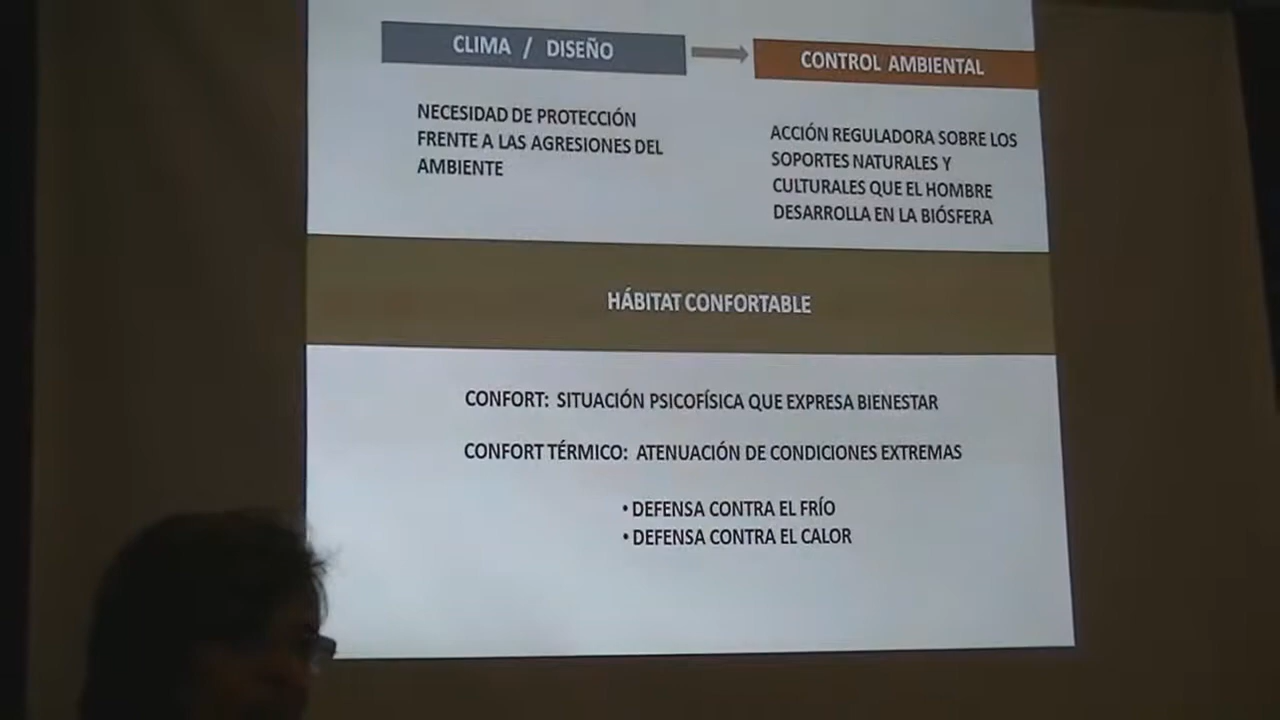 CLIMA / DISEÑO
CONTROL AMBIENTAL
NECESIDAD DE PROTECCIÓN
FRENTE A LAS AGRESIONES DEL
AMBIENTE
ACCIÓN REGULADORA SOBRE LOS
SOPORTES NATURALES Y
CULTURALES QUE EL HOMBRE
DESARROLLA EN LA BIÓSFERA
HÁBITAT CONFORTABLE
CONFORT: SITUACIÓN PSICOFÍSICA QUE EXPRESA BIENESTAR
CONFORT TÉRMICO: ATENUACIÓN DE CONDICIONES EXTREMAS
• DEFENSA CONTRA EL FRÍO
• DEFENSA CONTRA EL CALOR